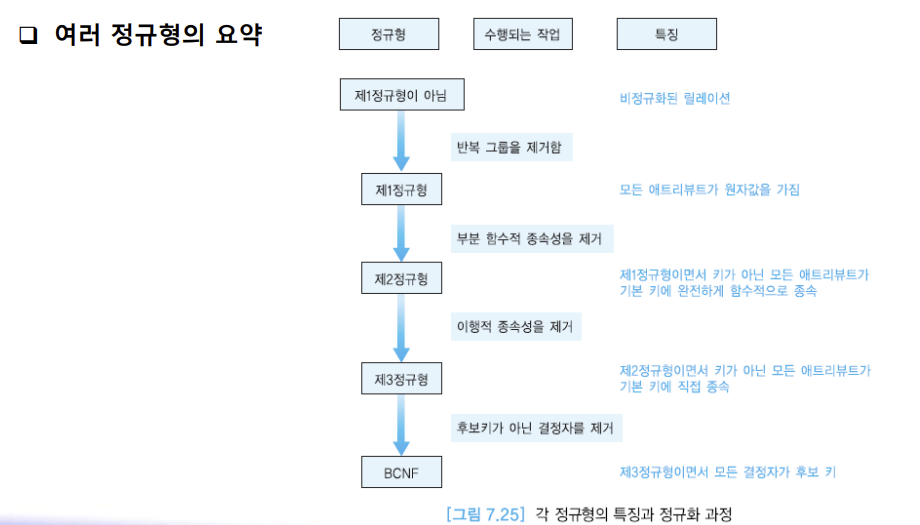 ❑ 여러 정규형의 요약
정규형
수행되는 작업
특징
제1정규형이 아님
비정규화된 릴레이션
반복 그룹을 제거함
제1정규형
모든 애트리뷰트가 원자값을 가짐
부분 함수적 종속성을 제거
제2정규형
제1정규형이면서 키가 아닌 모든 애트리뷰트가
기본 키에 완전하게 함수적으로 종속
이행적 종속성을 제거
제3정규형
제2정규형이면서 키가 아닌 모든 애트리뷰트가
기본 키에 직접 종속
후보키가 아닌 결정자를 제거
BCNF
제3정규형이면서 모든 결정자가 후보 키
[그림 7.25] 각 정규형의 특징과 정규화 과정